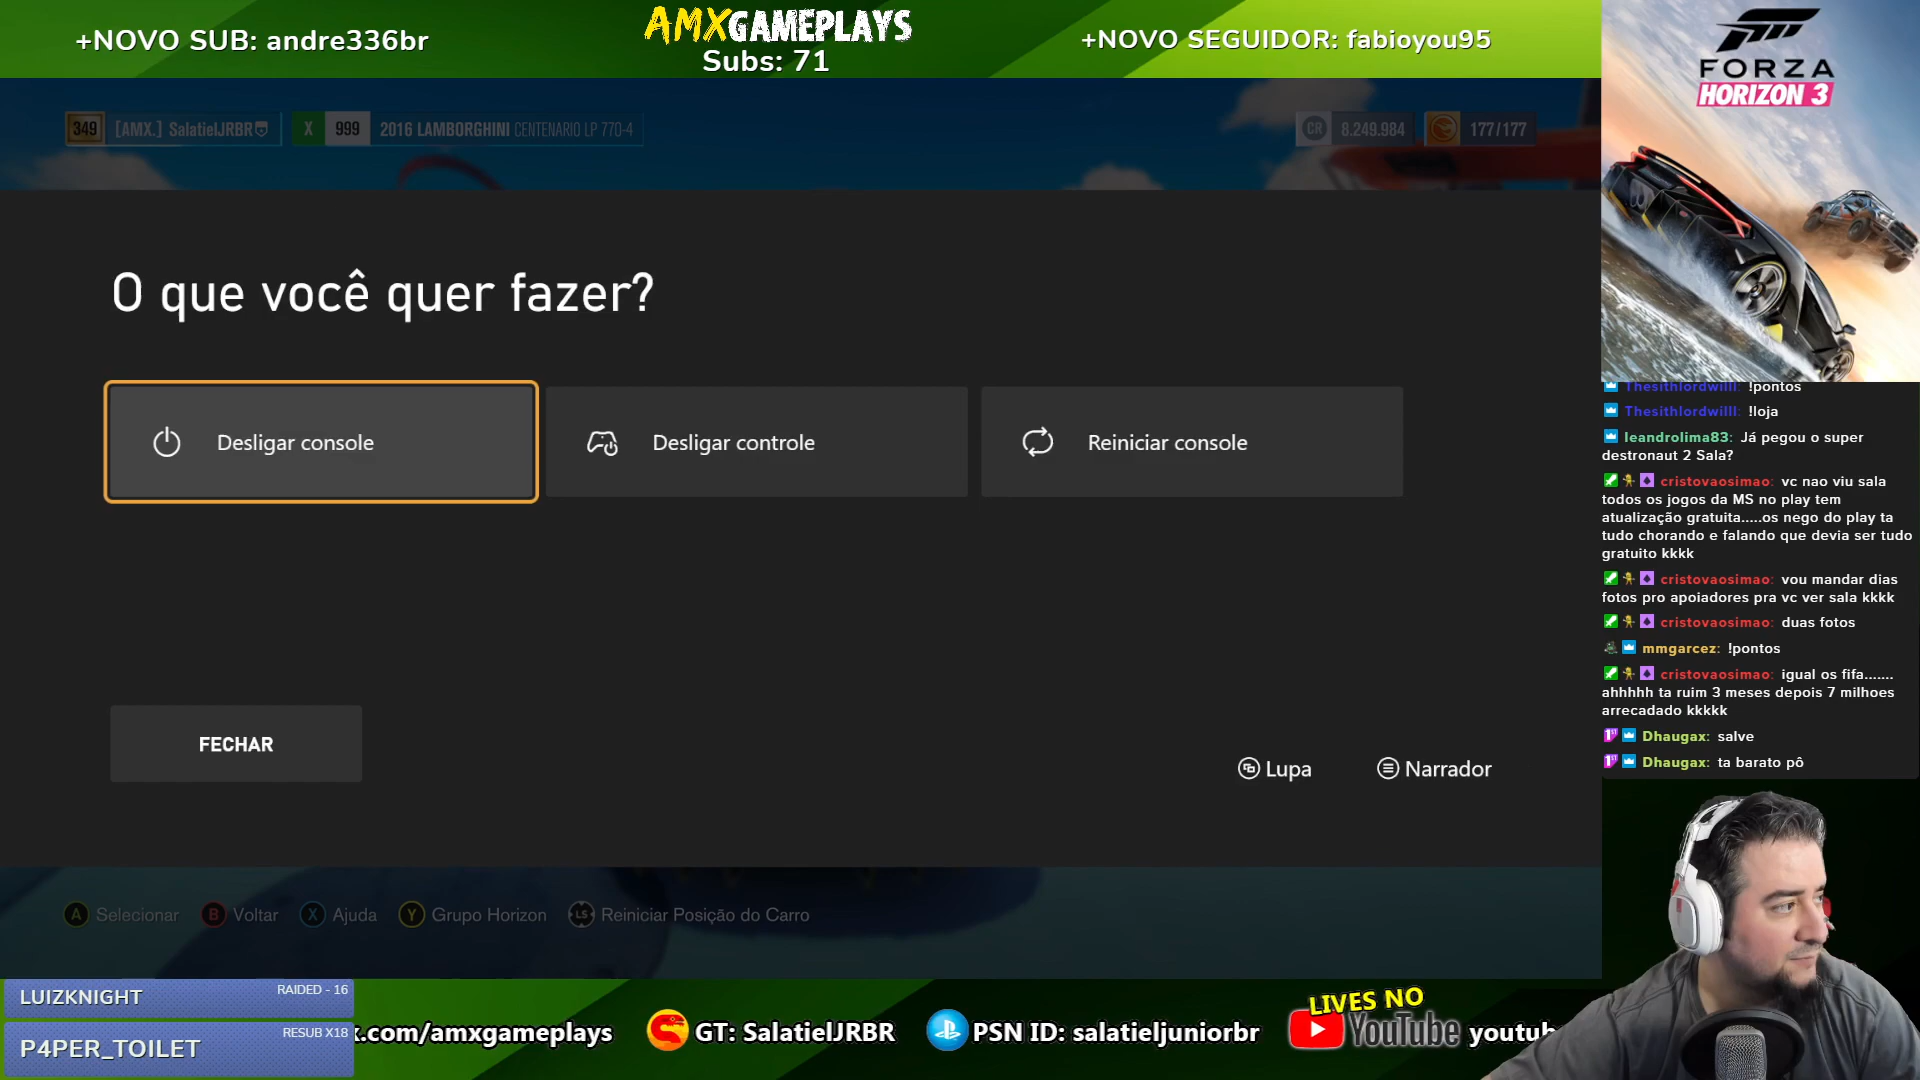 +NOVO SUB: andre336br
AMXGAMEPLAYS
Subs: 71
+NOVO SEGUIDOR: fabioyou95
FORZA
HORIZON 3
349 [AMX.] SalatielJRBR
X 999 2016 LAMBORGHINI CENTENARIO LP 770-4
CR 8.249.984
177/177
O que você quer fazer?
Desligar console
Desligar controle
Reiniciar console
FECHAR
Lupa
Narrador
A Selecionar
B Voltar
X Ajuda
Y Grupo Horizon
LS Reiniciar Posição do Carro
Thesithlordwilll: !pontos
Thesithlordwilll: !loja
leandrolima83: Já pegou o super
destronaut 2 Sala?
cristovaosimao: vc nao viu sala
todos os jogos da MS no play tem
atualização gratuita.....os nego do play ta
tudo chorando e falando que devia ser tudo
gratuito kkkk
cristovaosimao: vou mandar dias
fotos pro apoiadores pra vc ver sala kkkk
cristovaosimao: duas fotos
mmgarcez: !pontos
cristovaosimao: igual os fifa.......
ahhhhh ta ruim 3 meses depois 7 milhoes
arrecadado kkkkk
Dhaugax: salve
Dhaugax: ta barato pô
LUIZKNIGHT
RAIDED - 16
P4PER_TOILET
RESUB X18
k.com/amxgameplays
GT: SalatielJRBR
PSN ID: salatieljuniorbr
LIVES NO
YouTube
youtub